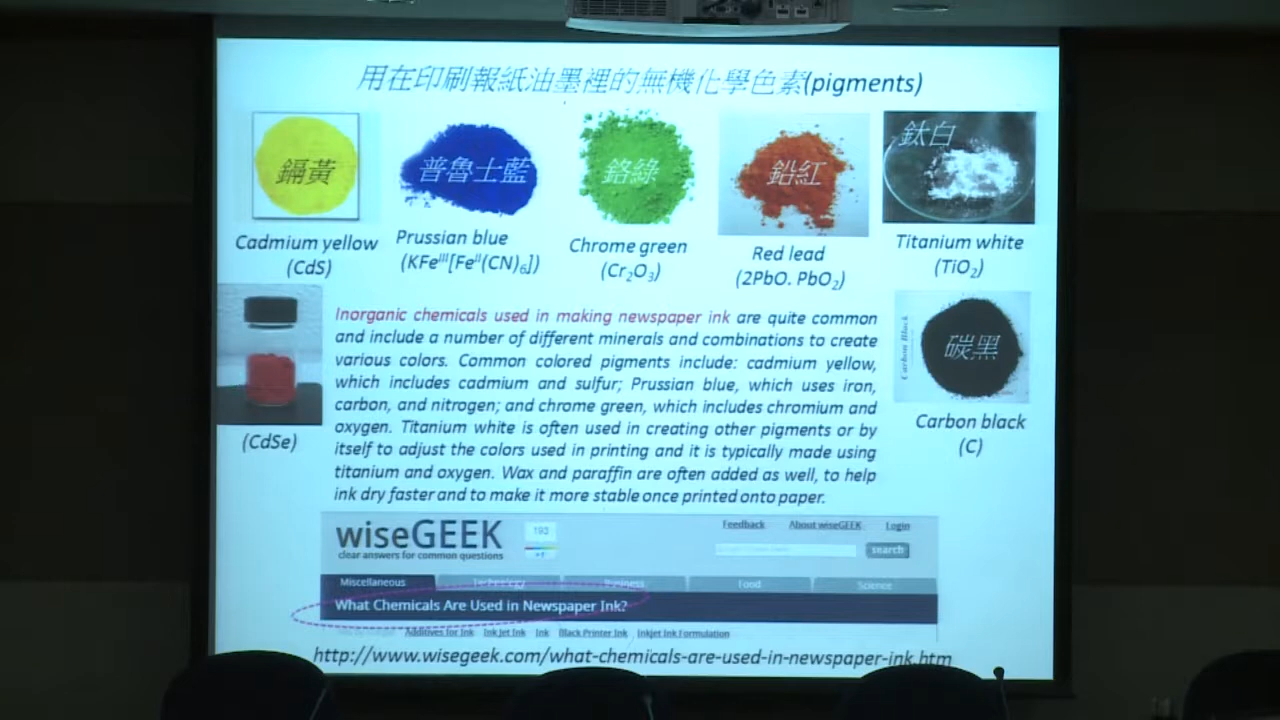 用在印刷報紙油墨裡的無機化學色素(pigments)
鎘黃
普魯士藍
鉻綠
鉛紅
鈦白
Cadmium yellow
(CdS)
Prussian blue
(KFeᴵᴵᴵ[Feᴵᴵ(CN)₆])
Chrome green
(Cr₂O₃)
Red lead
(2PbO. PbO₂)
Titanium white
(TiO₂)
(CdSe)
Inorganic chemicals used in making newspaper ink are quite common
and include a number of different minerals and combinations to create
various colors. Common colored pigments include: cadmium yellow,
which includes cadmium and sulfur; Prussian blue, which uses iron,
carbon, and nitrogen; and chrome green, which includes chromium and
oxygen. Titanium white is often used in creating other pigments or by
itself to adjust the colors used in printing and it is typically made using
titanium and oxygen. Wax and paraffin are often added as well, to help
ink dry faster and to make it more stable once printed onto paper.
Carbon Black
碳黑
Carbon black
(C)
wiseGEEK
clear answers for common questions
192
+1
Feedback About wiseGEEK Login
search
Miscellaneous Technology Business Food Science
What Chemicals Are Used in Newspaper Ink?
Additives for Ink Ink Jet Ink Ink Black Printer Ink Inkjet Ink Formulation
http://www.wisegeek.com/what-chemicals-are-used-in-newspaper-ink.htm